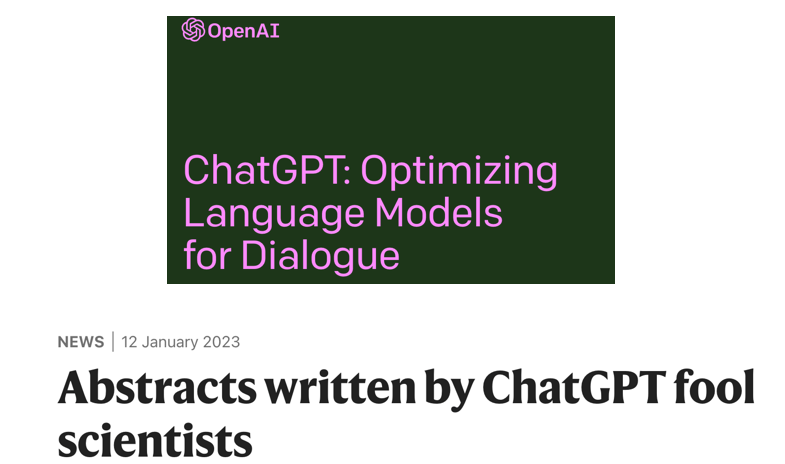 OpenAI
ChatGPT: Optimizing
Language Models
for Dialogue
NEWS | 12 January 2023
Abstracts written by ChatGPT fool
scientists